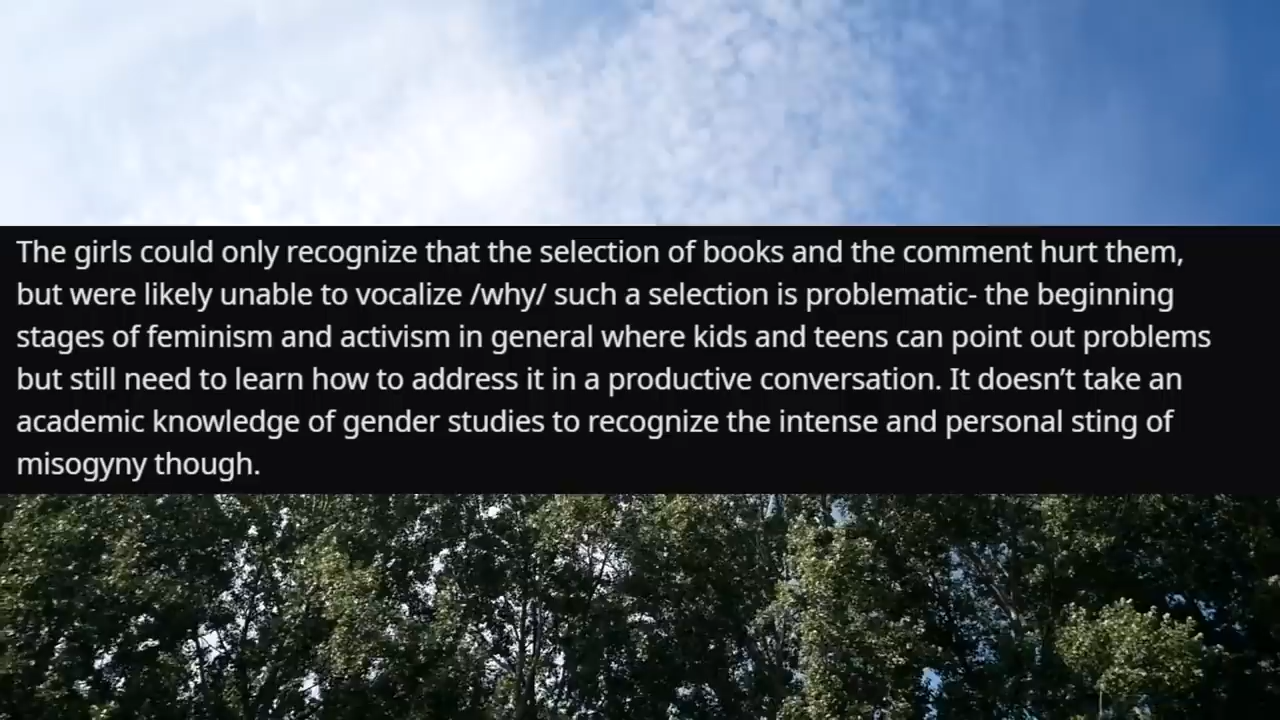 The girls could only recognize that the selection of books and the comment hurt them,
but were likely unable to vocalize /why/ such a selection is problematic- the beginning
stages of feminism and activism in general where kids and teens can point out problems
but still need to learn how to address it in a productive conversation. It doesn’t take an
academic knowledge of gender studies to recognize the intense and personal sting of
misogyny though.